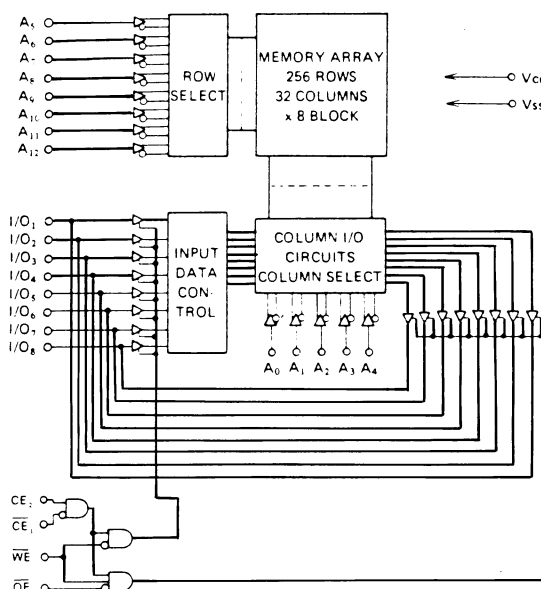 A5
A6
A7
A8
A9
A10
A11
A12
ROW
SELECT
MEMORY ARRAY
256 ROWS
32 COLUMNS
x 8 BLOCK
Vcc
Vss
I/O1
I/O2
I/O3
I/O4
I/O5
I/O6
I/O7
I/O8
INPUT
DATA
CON-
TROL
COLUMN I/O
CIRCUITS
COLUMN SELECT
A0
A1
A2
A3
A4
CE2
CE1
WE
OE